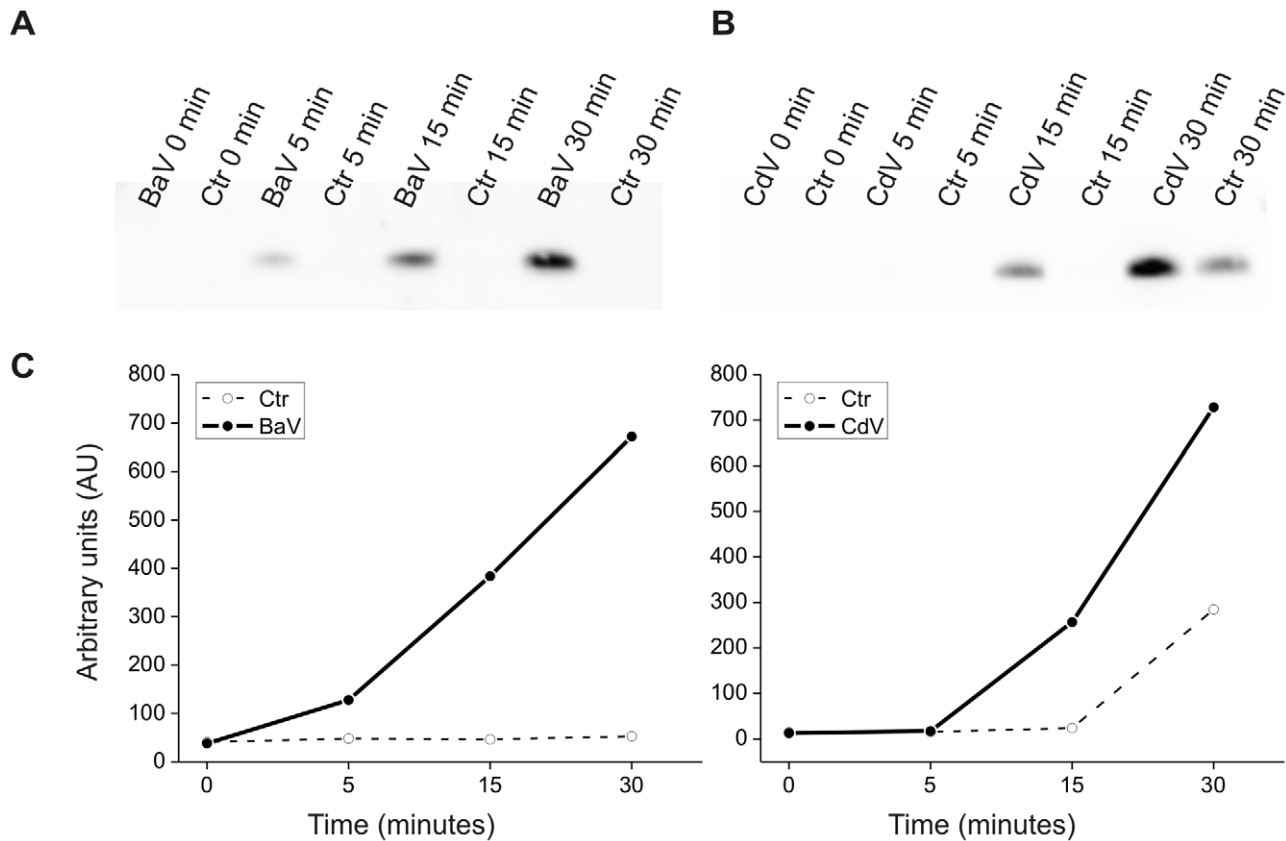 A
BaV 0 min
Ctr 0 min
BaV 5 min
Ctr 5 min
BaV 15 min
Ctr 15 min
BaV 30 min
Ctr 30 min
B
CdV 0 min
Ctr 0 min
CdV 5 min
Ctr 5 min
CdV 15 min
Ctr 15 min
CdV 30 min
Ctr 30 min
C
Arbitrary units (AU)
800
700
600
500
400
300
200
100
0
Ctr
BaV
0
5
15
30
Time (minutes)
800
700
600
500
400
300
200
100
0
Ctr
CdV
0
5
15
30
Time (minutes)